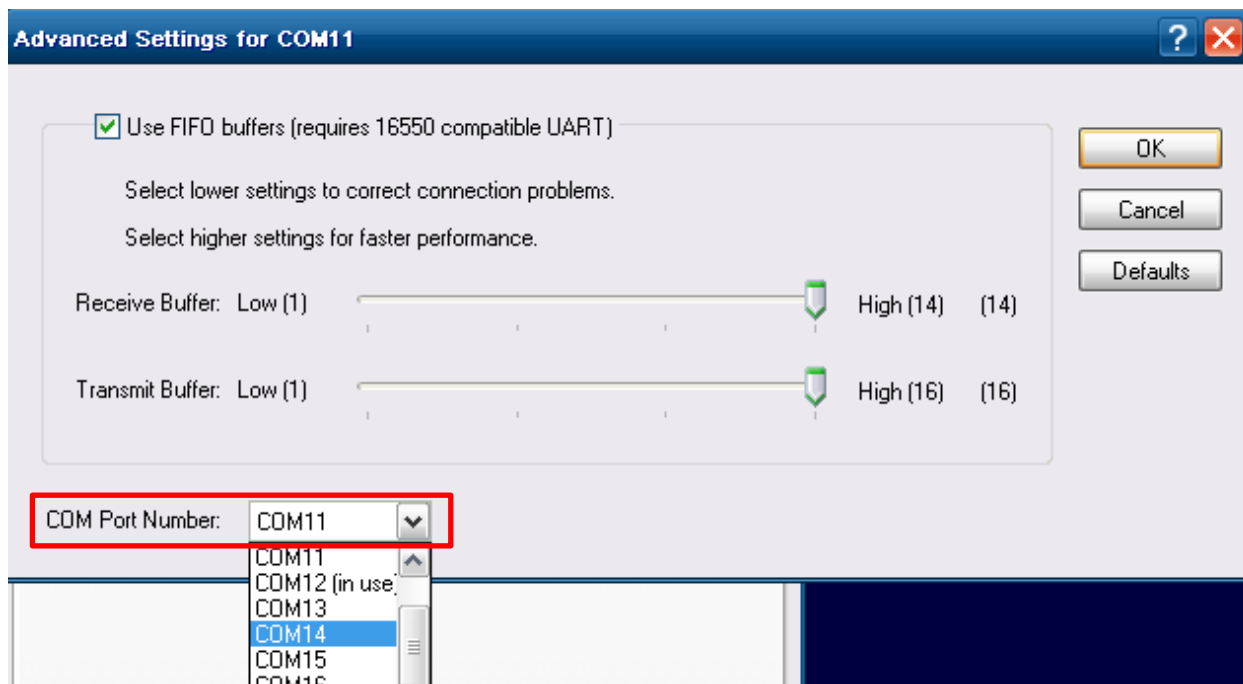 Advanced Settings for COM11
Use FIFO buffers (requires 16550 compatible UART)
OK
Select lower settings to correct connection problems.
Cancel
Select higher settings for faster performance.
Defaults
Receive Buffer: Low (1) High (14) (14)
Transmit Buffer: Low (1) High (16) (16)
COM Port Number: COM11
COM11
COM12 (in use)
COM13
COM14
COM15
COM16